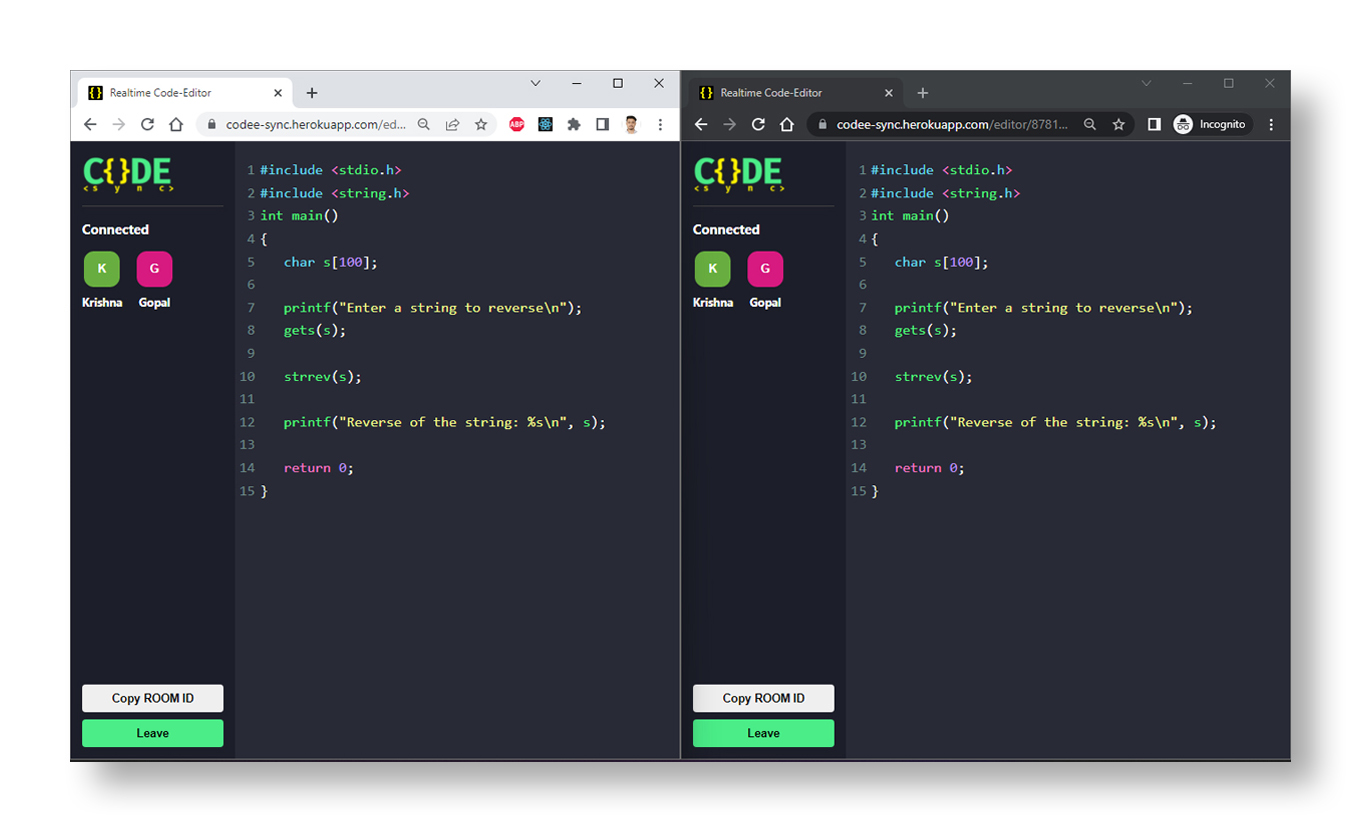 Realtime Code-Editor
codee-sync.herokuapp.com/ed...
ABP
C{}DE
<sync>
Connected
K G
Krishna Gopal
1 #include <stdio.h>
2 #include <string.h>
3 int main()
4 {
5 char s[100];
6
7 printf("Enter a string to reverse\n");
8 gets(s);
9
10 strrev(s);
11
12 printf("Reverse of the string: %s\n", s);
13
14 return 0;
15 }
Copy ROOM ID
Leave
{} Realtime Code-Editor
codee-sync.herokuapp.com/editor/8781...
Incognito
C{}DE
<sync>
Connected
K G
Krishna Gopal
1 #include <stdio.h>
2 #include <string.h>
3 int main()
4 {
5 char s[100];
6
7 printf("Enter a string to reverse\n");
8 gets(s);
9
10 strrev(s);
11
12 printf("Reverse of the string: %s\n", s);
13
14 return 0;
15 }
Copy ROOM ID
Leave